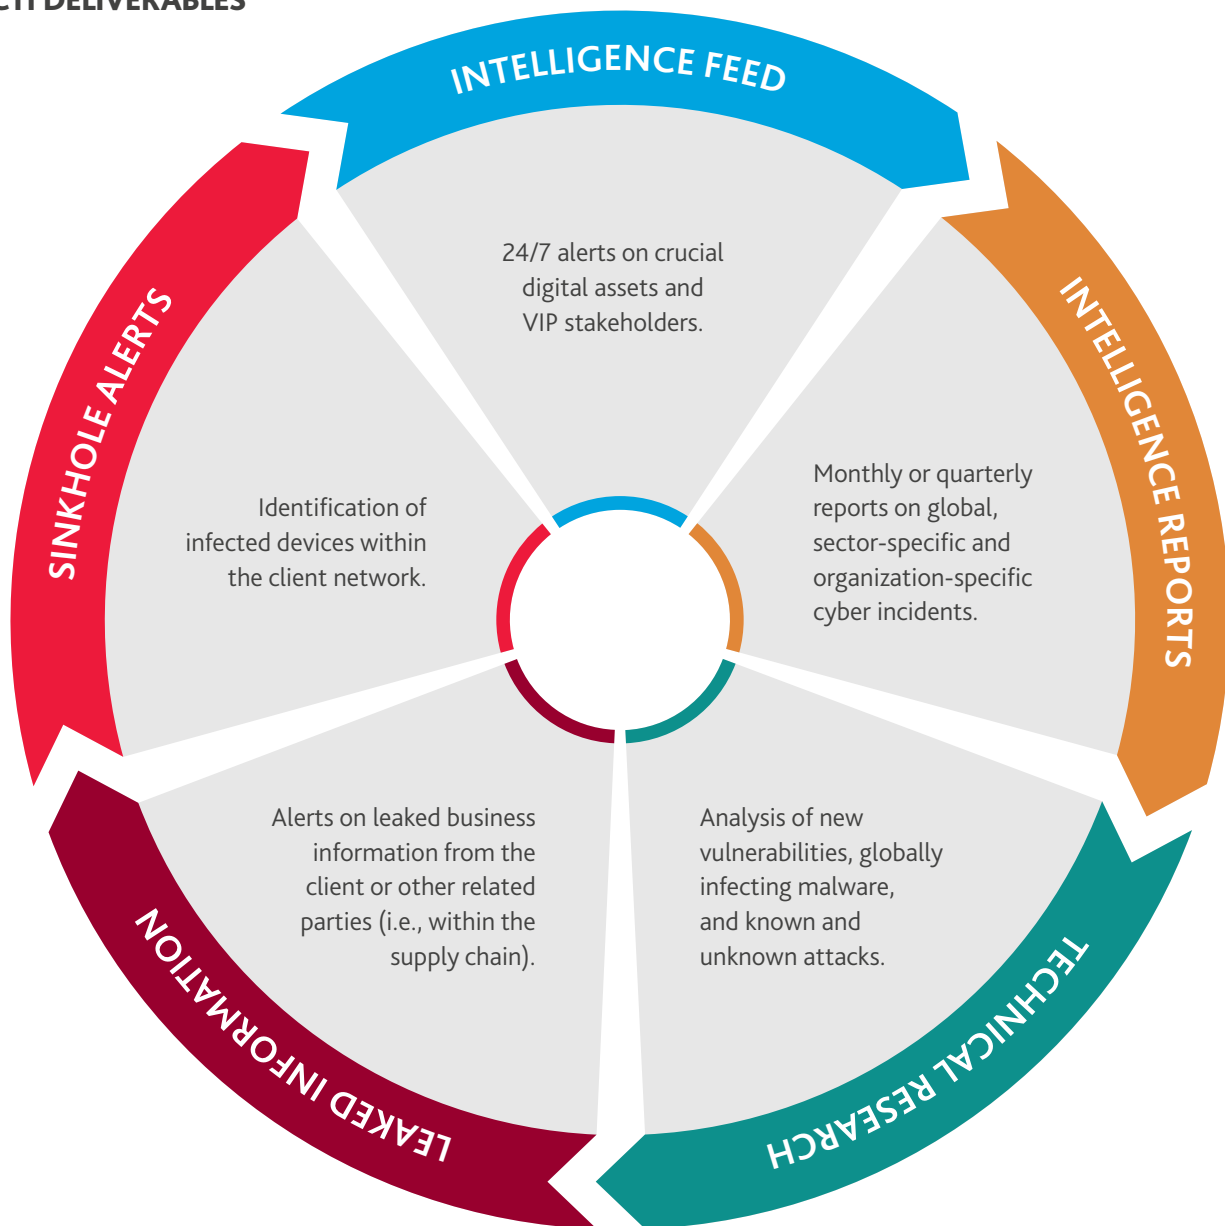 CTI DELIVERABLES
INTELLIGENCE FEED
24/7 alerts on crucial
digital assets and
VIP stakeholders.
INTELLIGENCE REPORTS
Monthly or quarterly
reports on global,
sector-specific and
organization-specific
cyber incidents.
TECHNICAL RESEARCH
Analysis of new
vulnerabilities, globally
infecting malware,
and known and
unknown attacks.
LEAKED INFORMATION
Alerts on leaked business
information from the
client or other related
parties (i.e., within the
supply chain).
SINKHOLE ALERTS
Identification of
infected devices within
the client network.